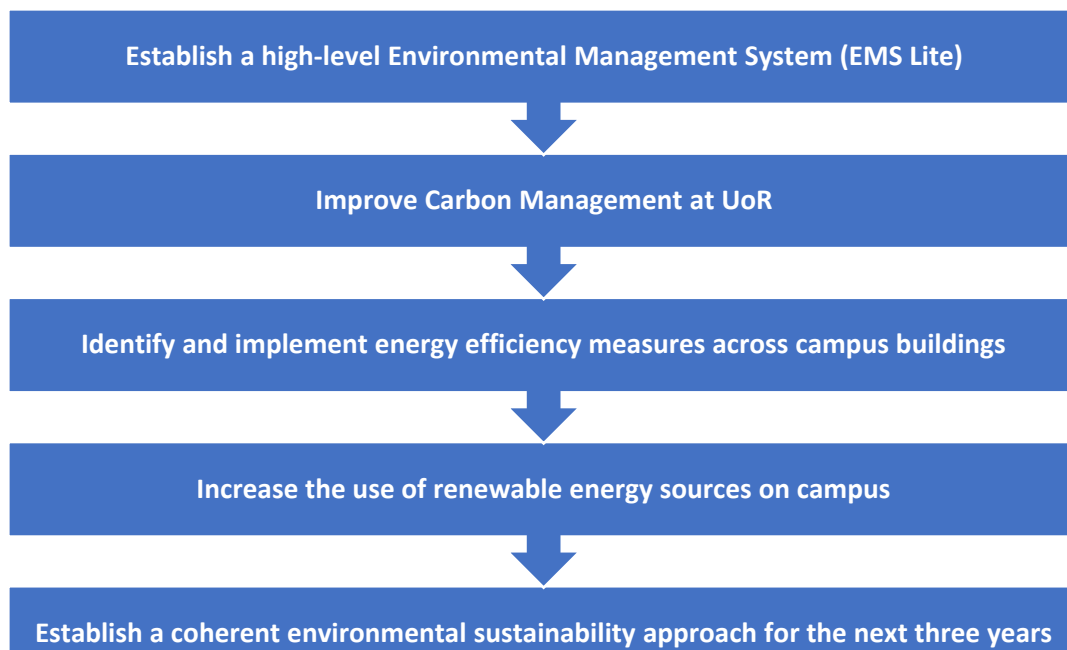 Establish a high-level Environmental Management System (EMS Lite)
Improve Carbon Management at UoR
Identify and implement energy efficiency measures across campus buildings
Increase the use of renewable energy sources on campus
Establish a coherent environmental sustainability approach for the next three years